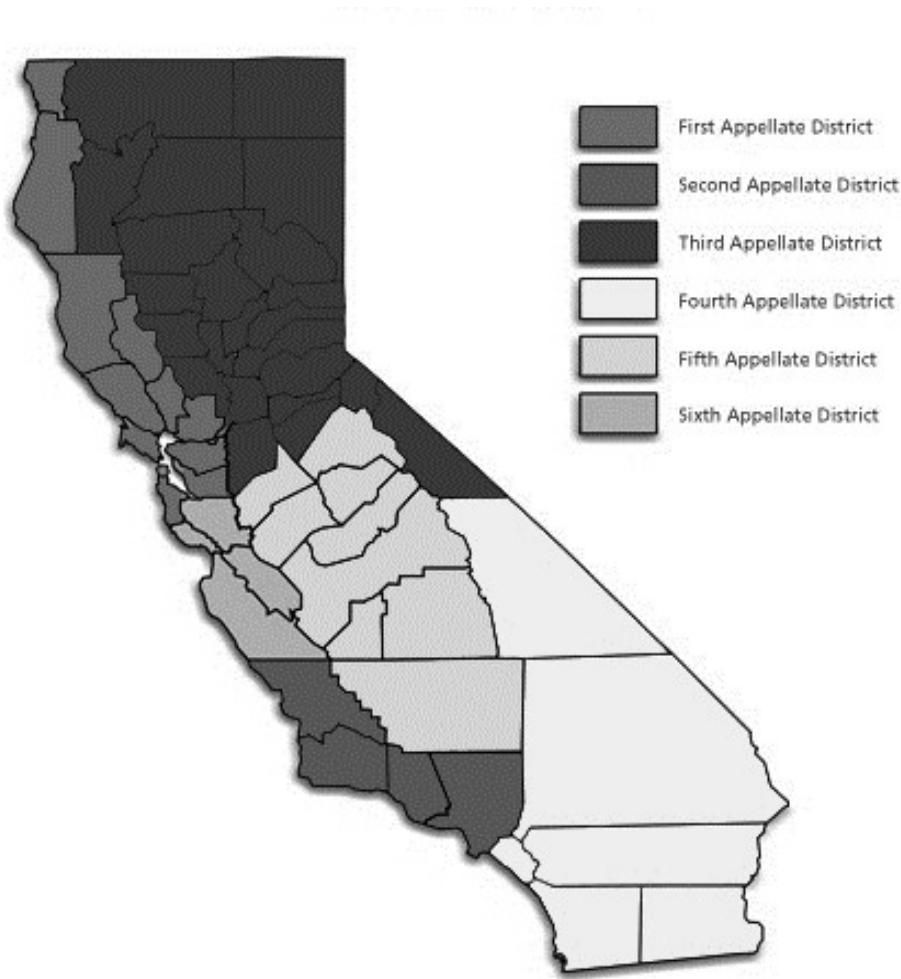 First Appellate District
Second Appellate District
Third Appellate District
Fourth Appellate District
Fifth Appellate District
Sixth Appellate District